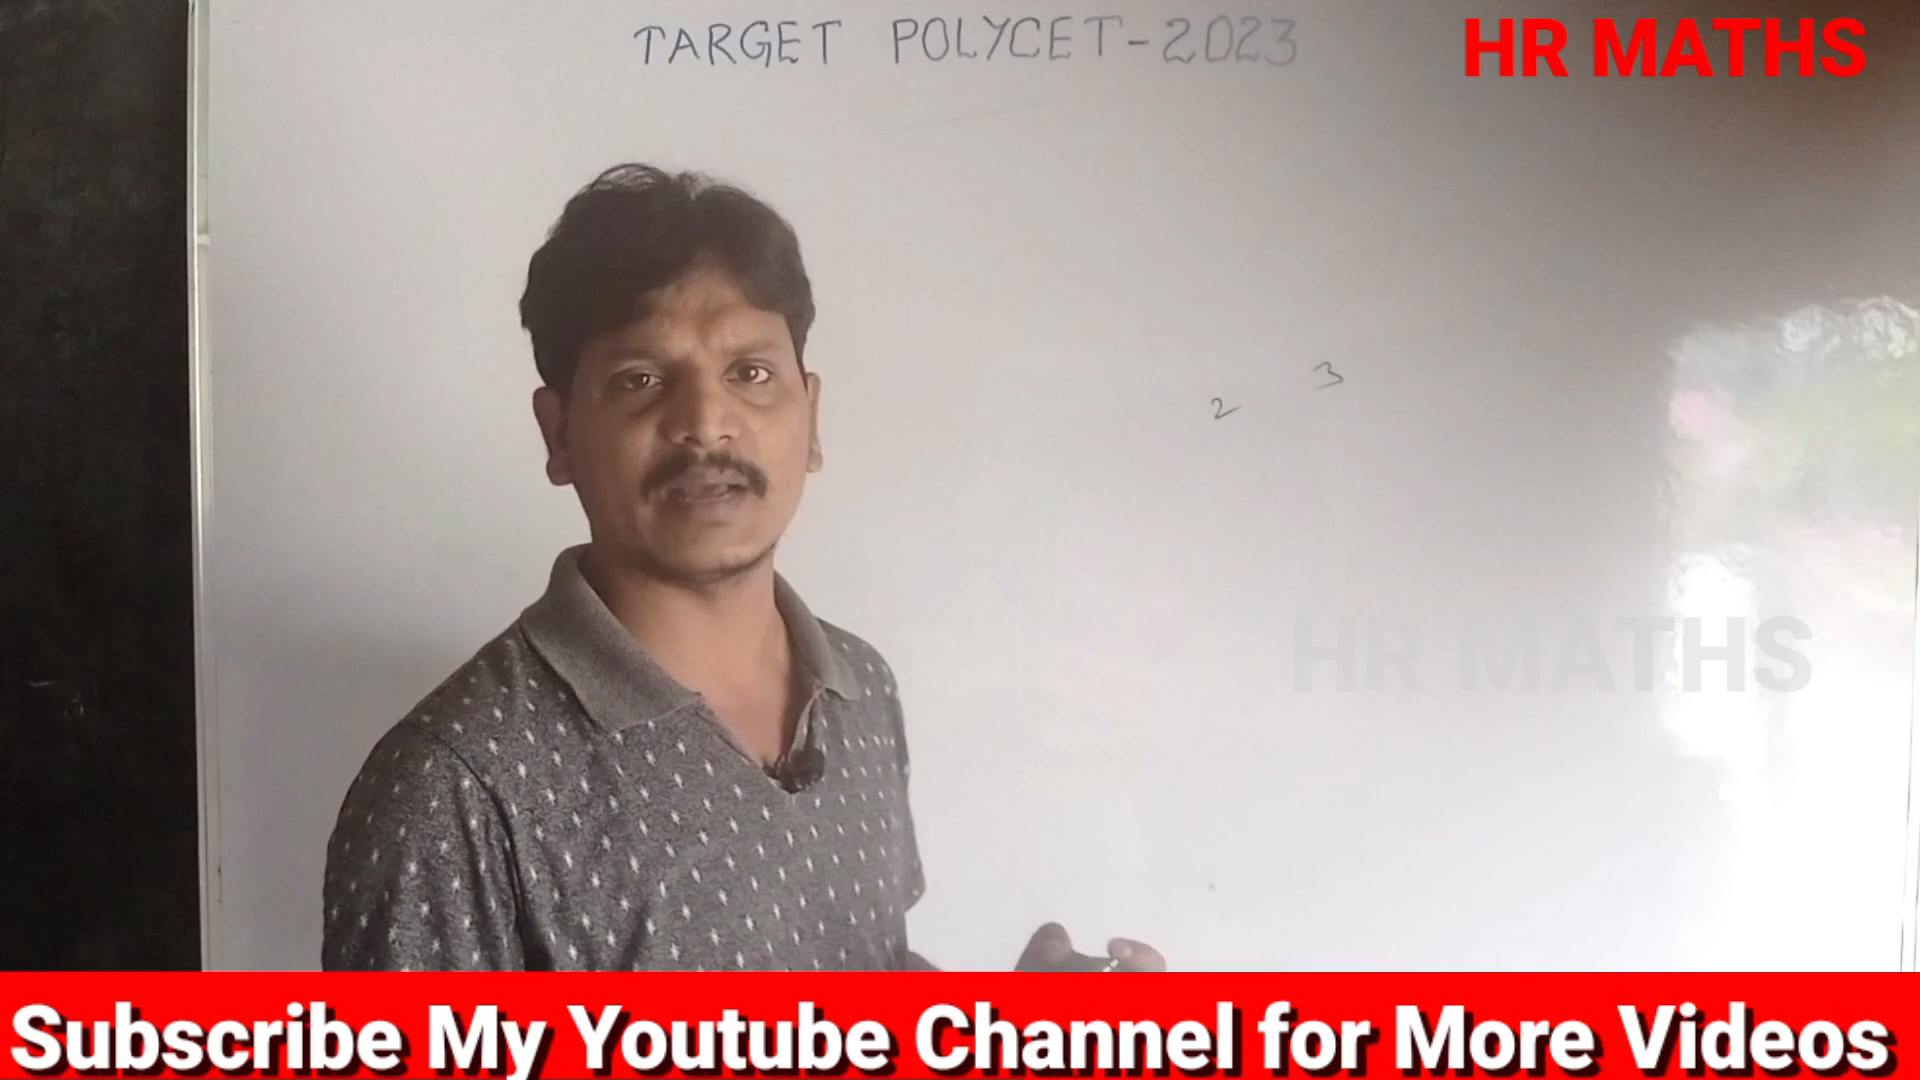 TARGET POLYCET-2023
HR MATHS
3
2
HR MATHS
Subscribe My Youtube Channel for More Videos